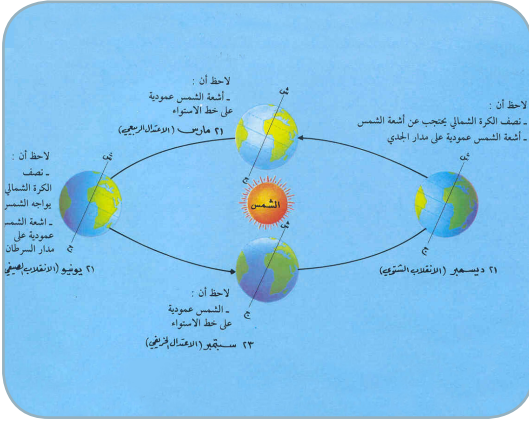 لاحظ أن :
ـ أشعة الشمس عمودية
على خط الاستواء
٢١ مارس (الاعتدال الربيعي)
ش
ج
لاحظ أن :
ـ نصف الكرة الشمالي يحتجب عن أشعة الشمس
ـ أشعة الشمس عمودية على مدار الجدي
ش
ج
٢١ ديسمبر (الانقلاب الشتوي)
الشمس
لاحظ أن :
ـ نصف
الكرة الشمالي
يواجه الشمس
ـ اشعة الشمس
عمودية على
مدار السرطان
ش
ج
٢١ يونيو (الانقلاب الصيفي
ش
ج
لاحظ أن :
ـ الشمس عمودية
على خط الاستواء
٢٣ سبتمبر (الاعتدال الخريفي)